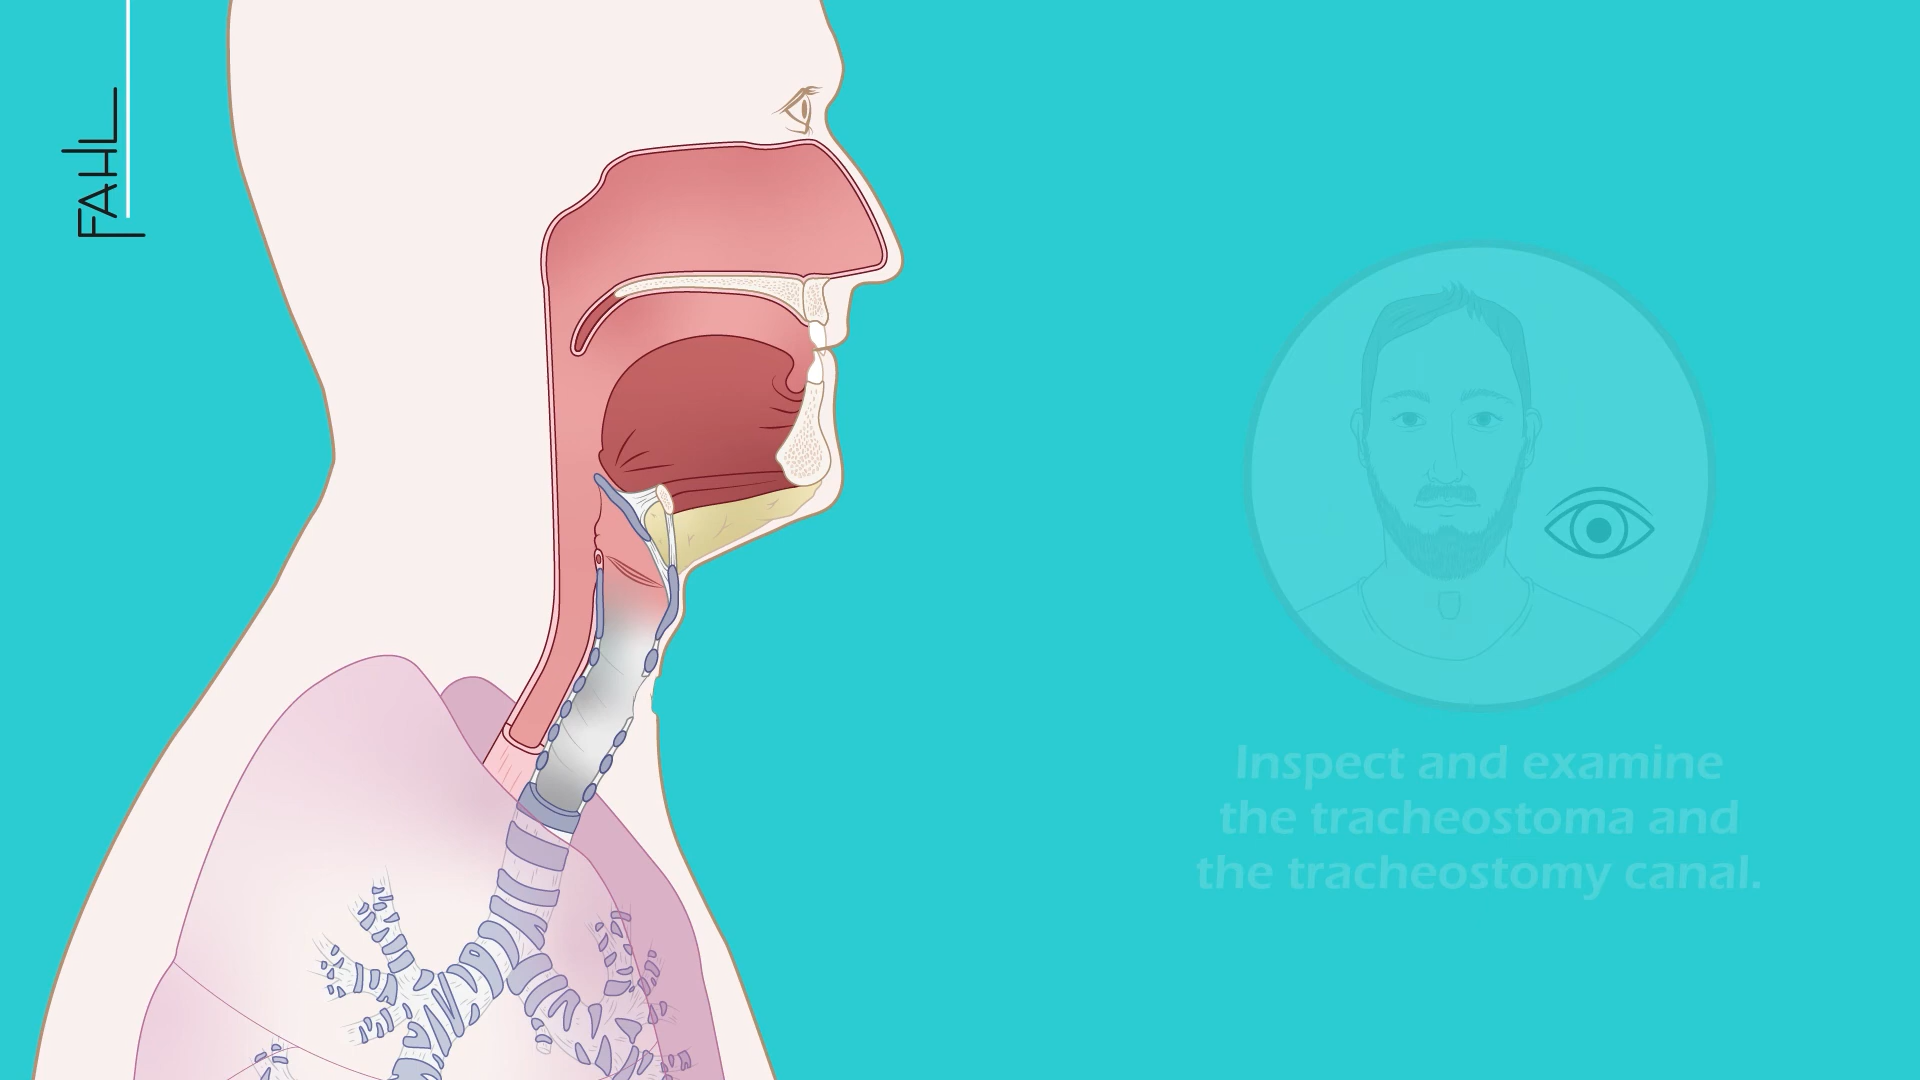 FAHL
Inspect and examine
the tracheostoma and
the tracheostomy canal.